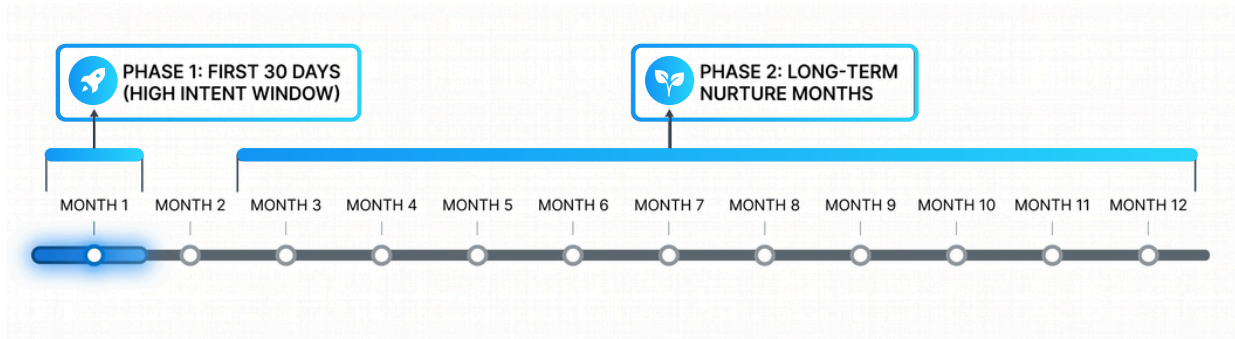 PHASE 1: FIRST 30 DAYS
(HIGH INTENT WINDOW)
PHASE 2: LONG-TERM
NURTURE MONTHS
MONTH 1 MONTH 2 MONTH 3 MONTH 4 MONTH 5 MONTH 6 MONTH 7 MONTH 8 MONTH 9 MONTH 10 MONTH 11 MONTH 12